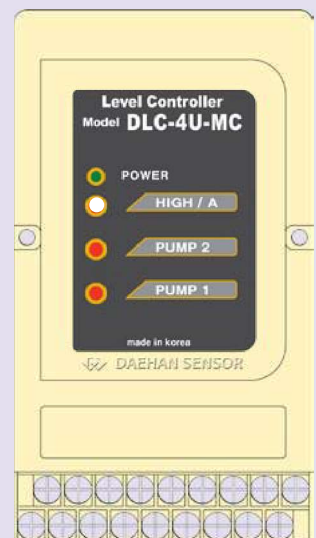 Level Controller
Model DLC-4U-MC
POWER
HIGH / A
PUMP 2
PUMP 1
made in korea
DAEHAN SENSOR